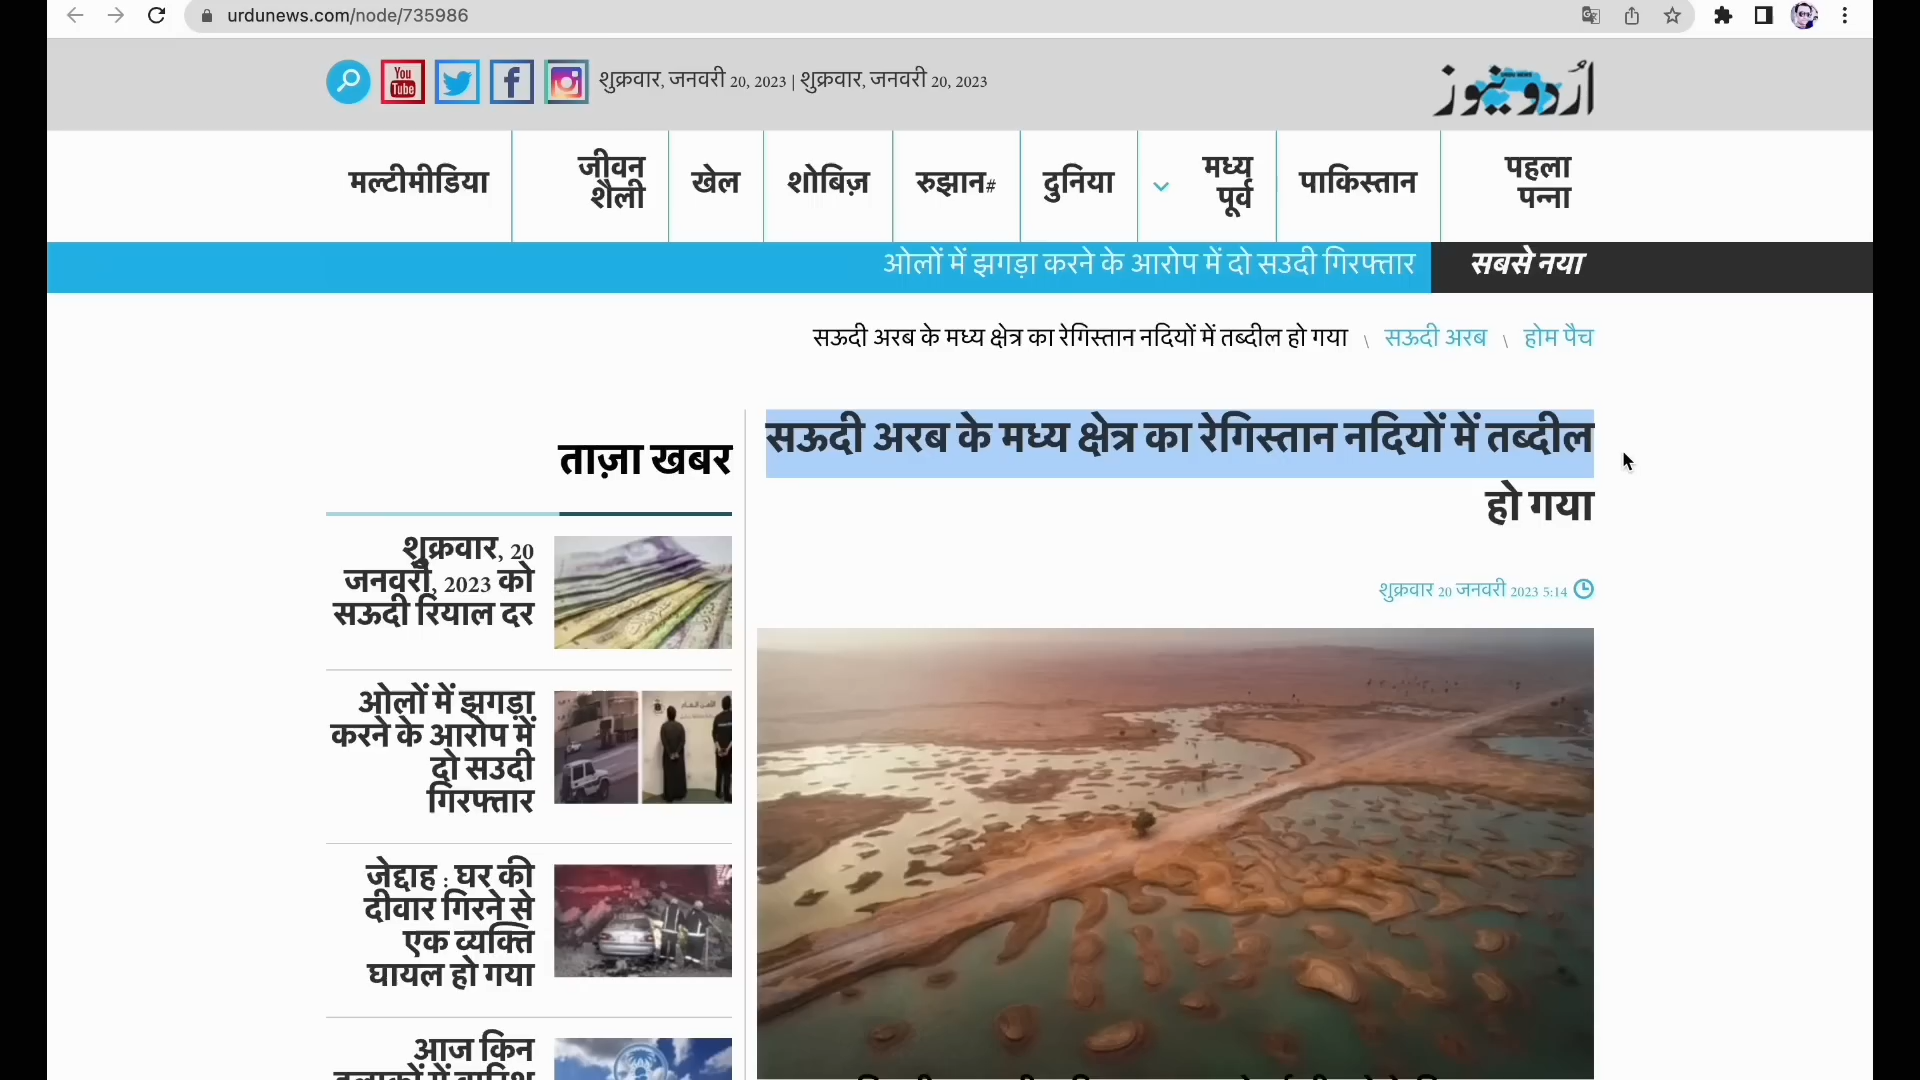 urdunews.com/node/735986
You
Tube
शुक्रवार, जनवरी 20, 2023 | शुक्रवार, जनवरी 20, 2023
اُردو نیوز
मल्टीमीडिया
जीवन
शैली
खेल
शोबिज़
रुझान#
दुनिया
मध्य
पूर्व
पाकिस्तान
पहला
पन्ना
ओलों में झगड़ा करने के आरोप में दो सउदी गिरफ्तार
सबसे नया
सऊदी अरब के मध्य क्षेत्र का रेगिस्तान नदियों में तब्दील हो गया \ सऊदी अरब \ होम पैच
सऊदी अरब के मध्य क्षेत्र का रेगिस्तान नदियों में तब्दील
हो गया
शुक्रवार 20 जनवरी 2023 5:14
ताज़ा खबर
शुक्रवार, 20
जनवरी, 2023 को
सऊदी रियाल दर
ओलों में झगड़ा
करने के आरोप में
दो सउदी
गिरफ्तार
जेद्दाह : घर की
दीवार गिरने से
एक व्यक्ति
घायल हो गया
आज किन